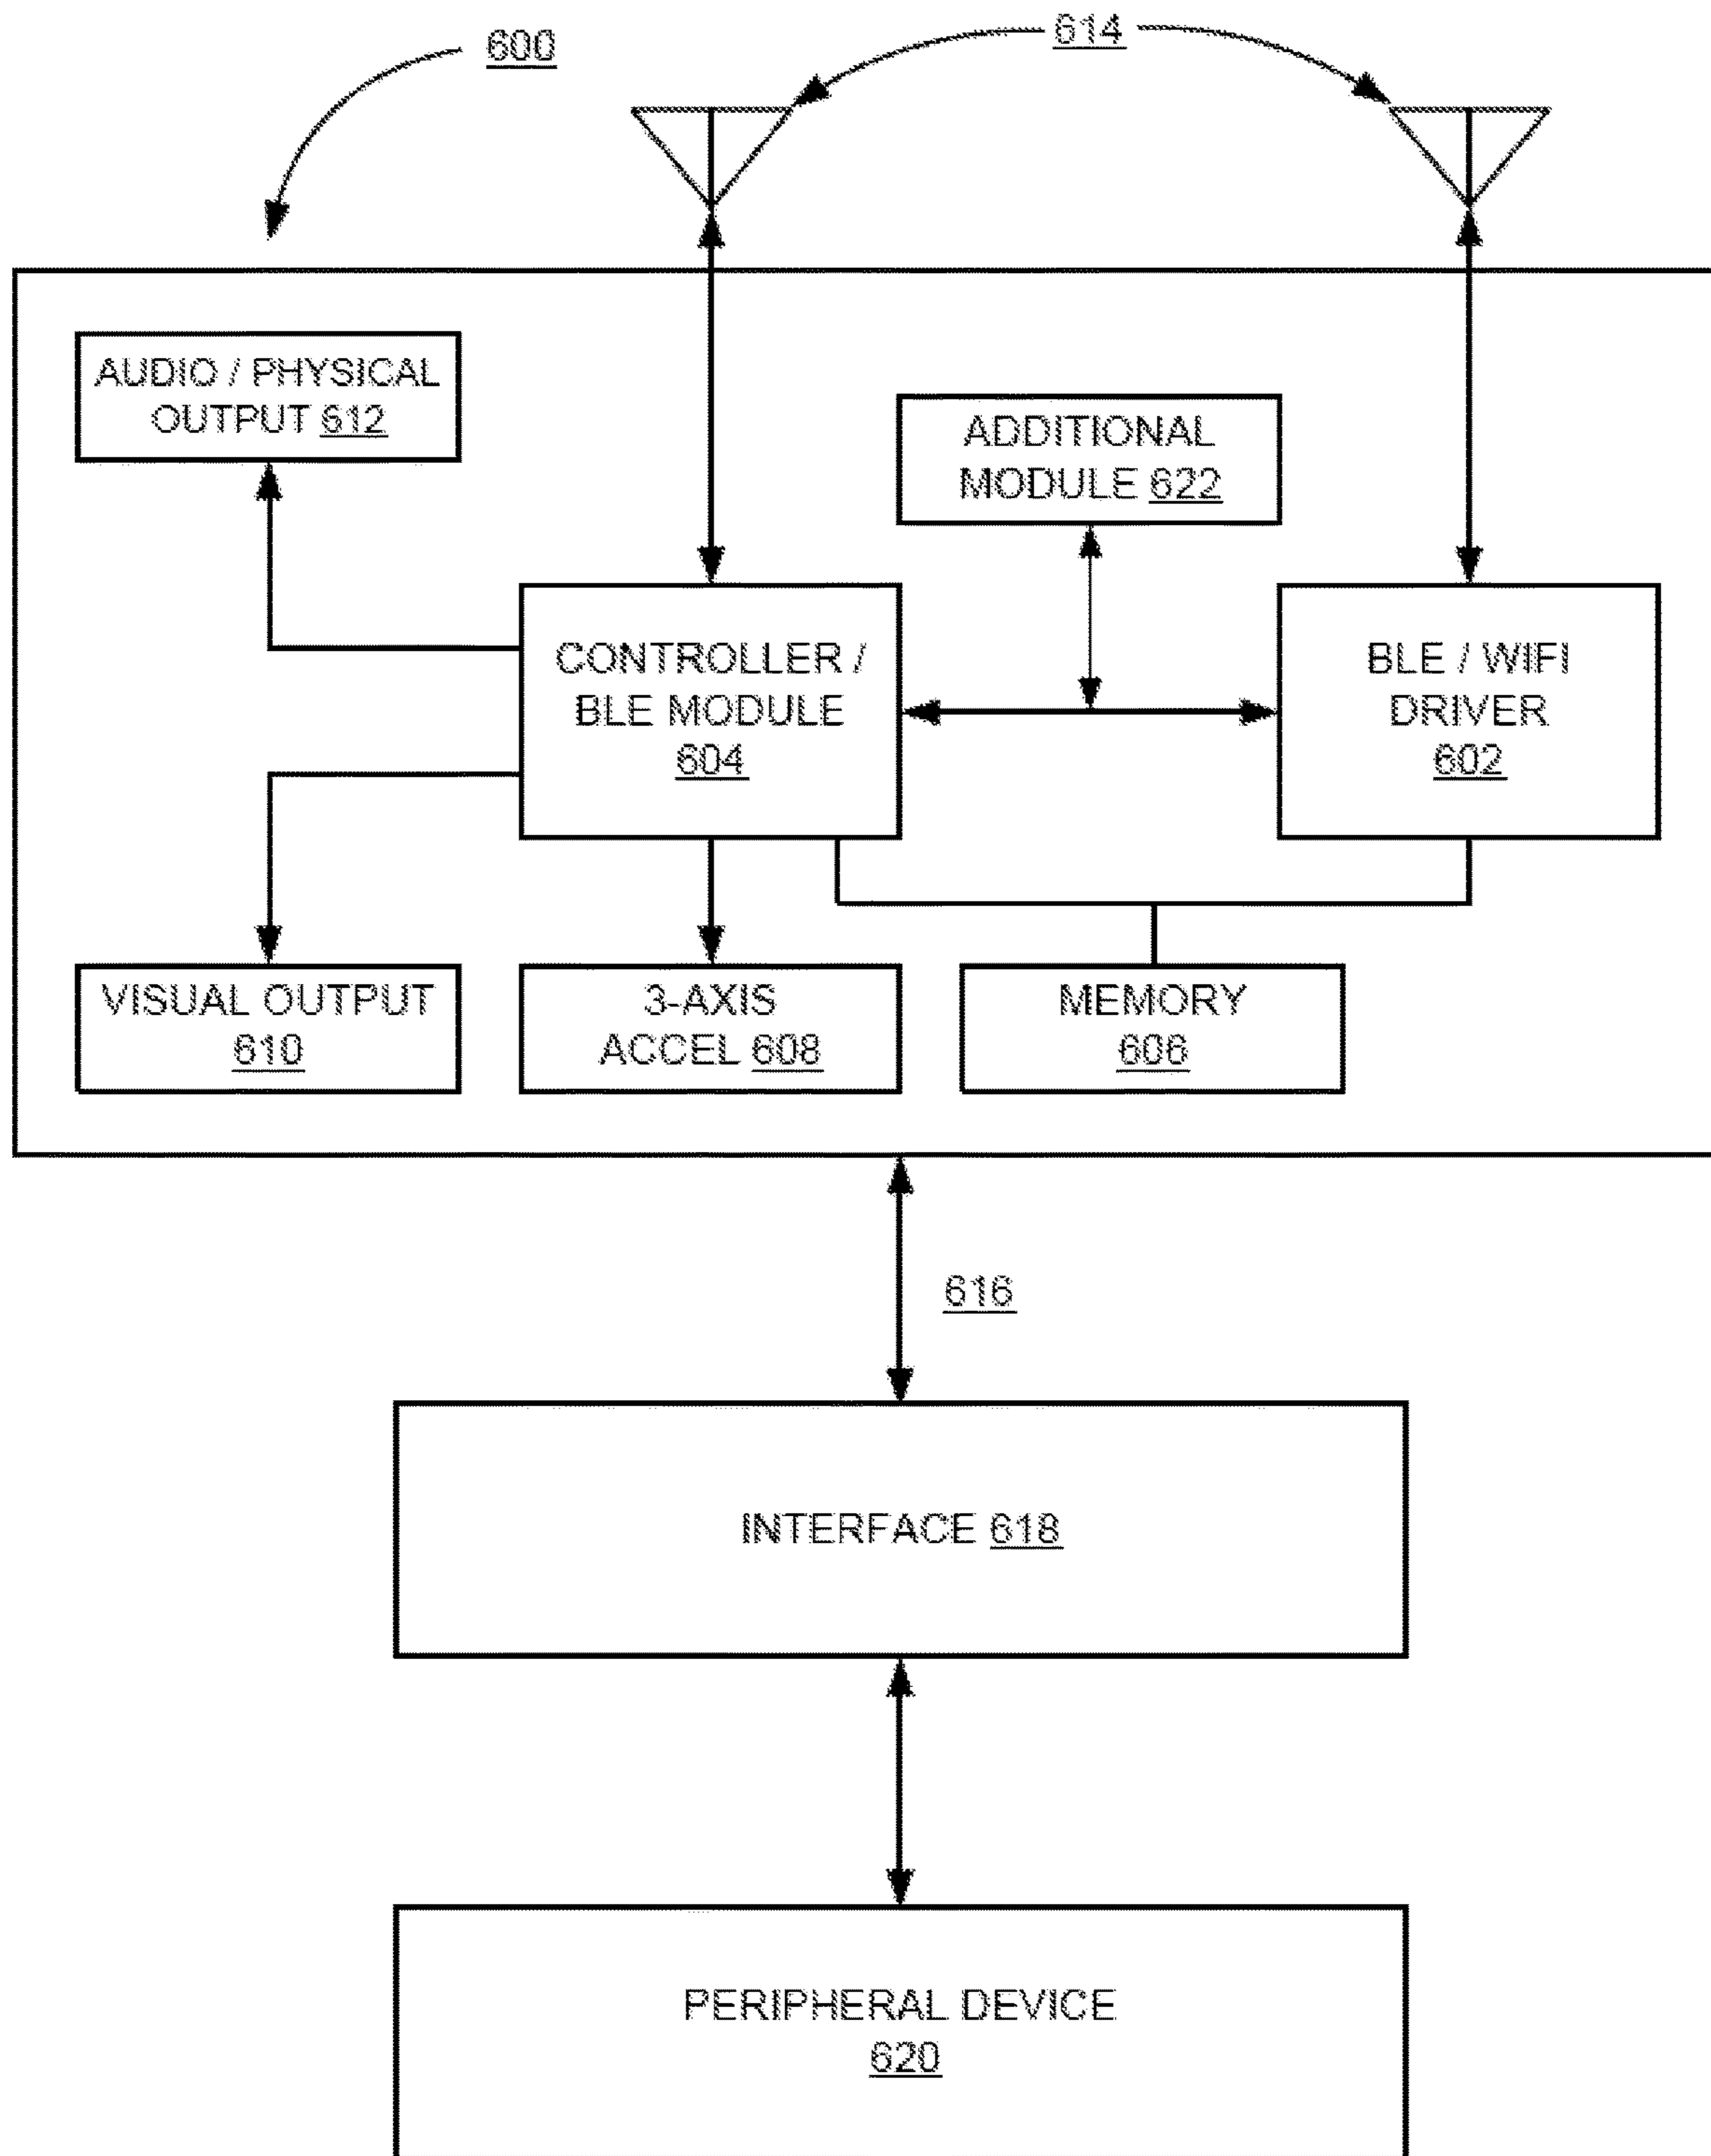 600
614
AUDIO / PHYSICAL
OUTPUT 612
ADDITIONAL
MODULE 622
CONTROLLER /
BLE MODULE
604
BLE / WIFI
DRIVER
602
VISUAL OUTPUT
610
3-AXIS
ACCEL 608
MEMORY
606
616
INTERFACE 618
PERIPHERAL DEVICE
620